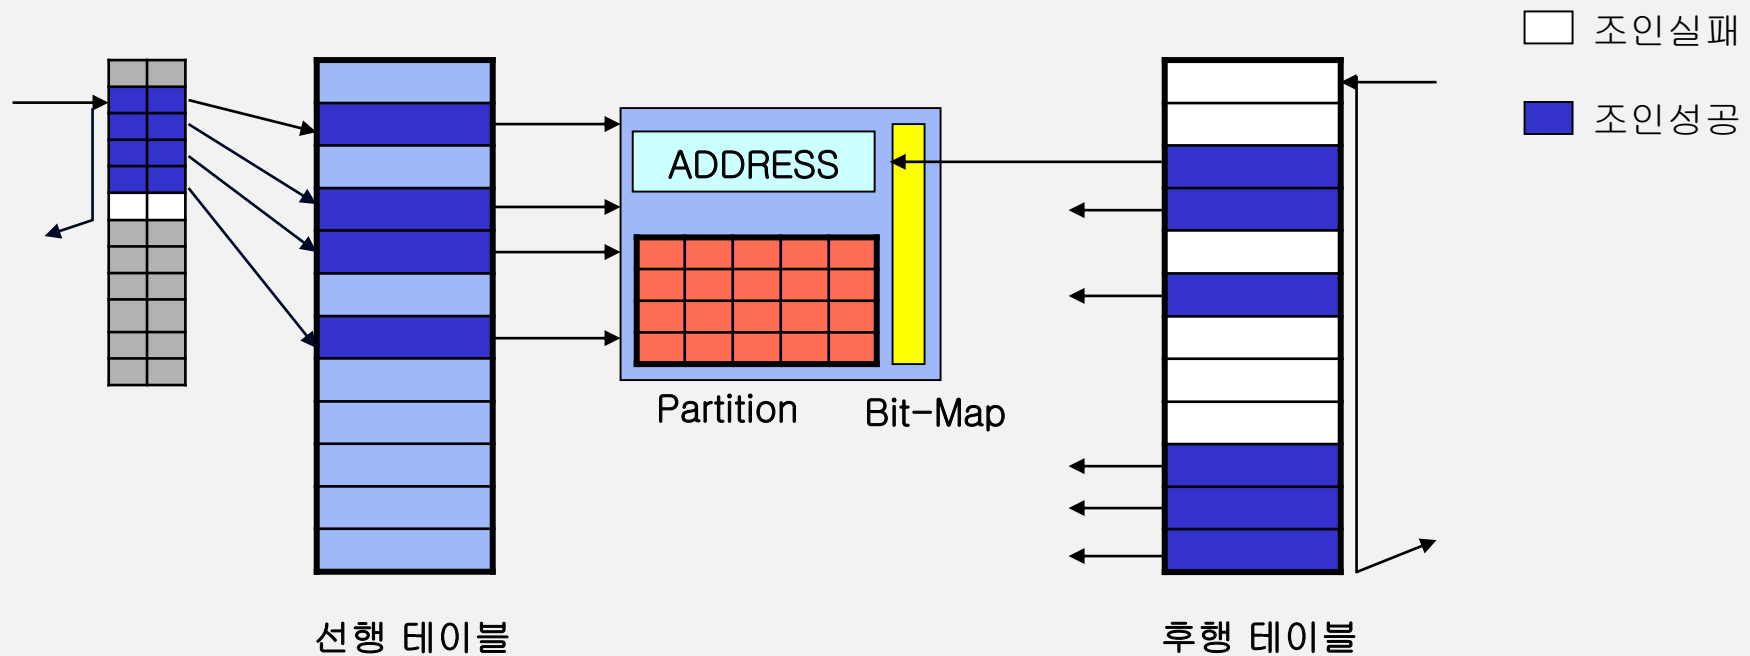 조인실패
조인성공
ADDRESS
Partition
Bit-Map
선행 테이블
후행 테이블